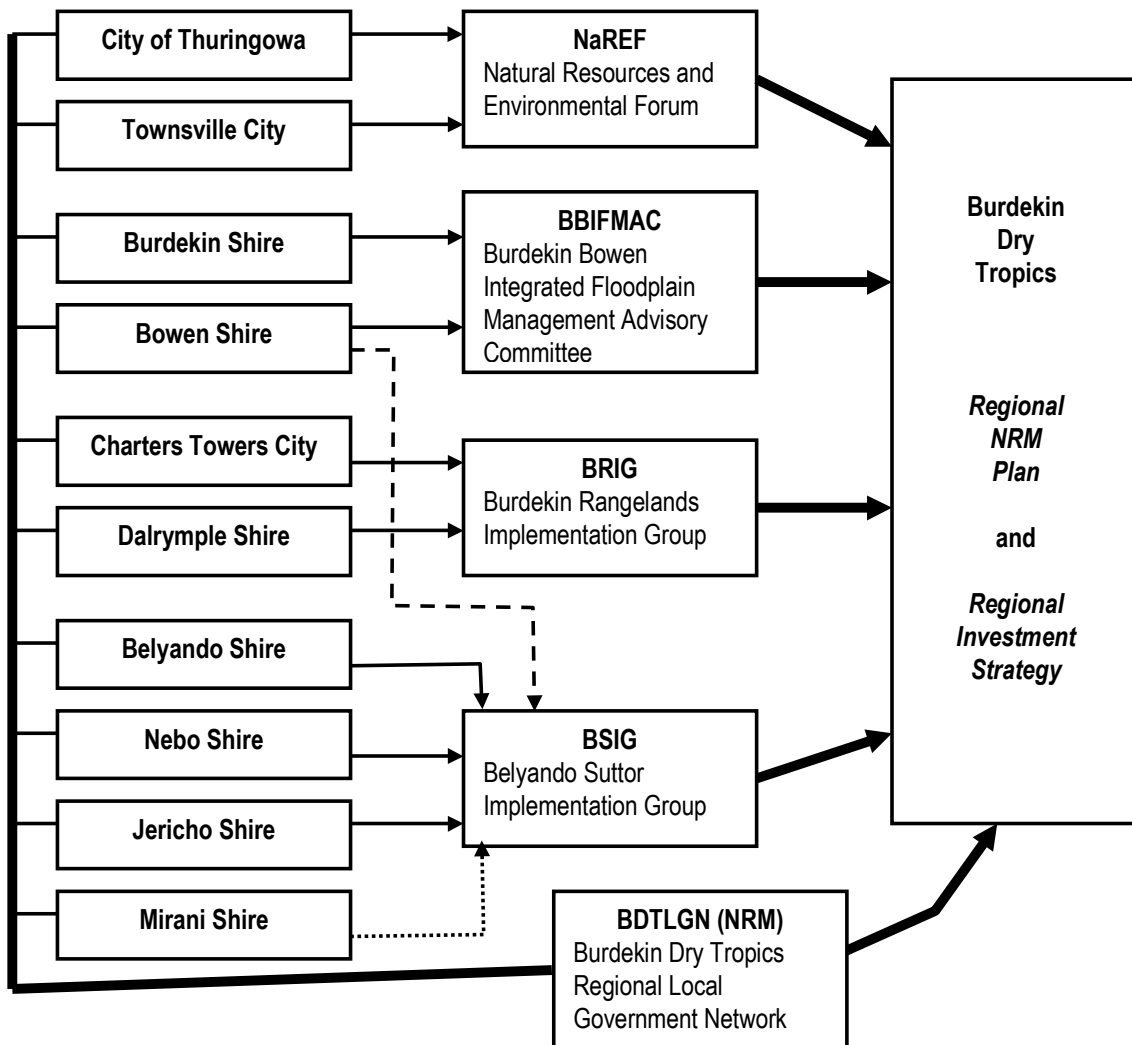 City of Thuringowa
Townsville City
Burdekin Shire
Bowen Shire
Charters Towers City
Dalrymple Shire
Belyando Shire
Nebo Shire
Jericho Shire
Mirani Shire
NaREF
Natural Resources and
Environmental Forum
BBIFMAC
Burdekin Bowen
Integrated Floodplain
Management Advisory
Committee
BRIG
Burdekin Rangelands
Implementation Group
BSIG
Belyando Suttor
Implementation Group
BDTLGN (NRM)
Burdekin Dry Tropics
Regional Local
Government Network
Burdekin
Dry
Tropics
Regional
NRM
Plan
and
Regional
Investment
Strategy